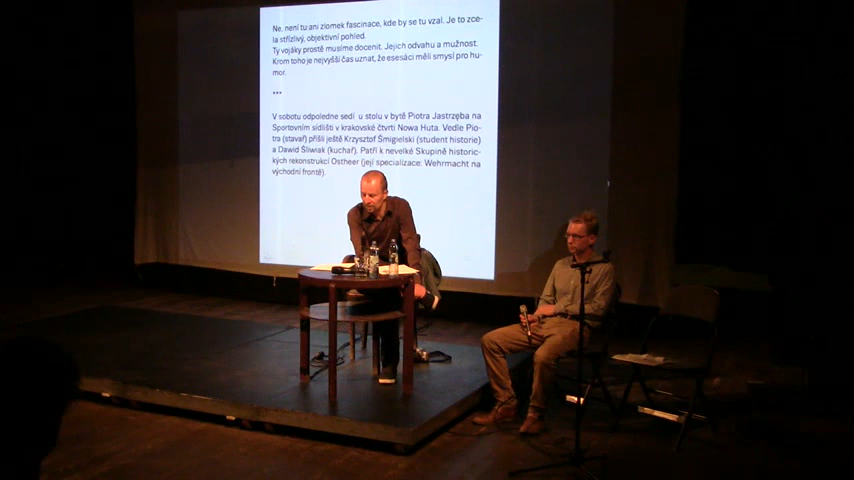 Ne, není tu ani zlomek fascinace, kde by se tu vzal. Je to zce-
la střízlivý, objektivní pohled.
Ty vojáky prostě musíme docenit. Jejich odvahu a mužnost.
Krom toho je nejvyšší čas uznat, že esesáci měli smysl pro hu-
mor.
***
V sobotu odpoledne sedí u stolu v bytě Piotra Jastrzęba na
Sportovním sídlišti v krakovské čtvrti Nowa Huta. Vedle Pio-
tra (stavař) přišli ještě Krzysztof Śmigielski (student historie)
a Dawid Śliwiak (kuchař). Patří k nevelké Skupině historic-
kých rekonstrukcí Ostheer (její specializace: Wehrmacht na
východní frontě).